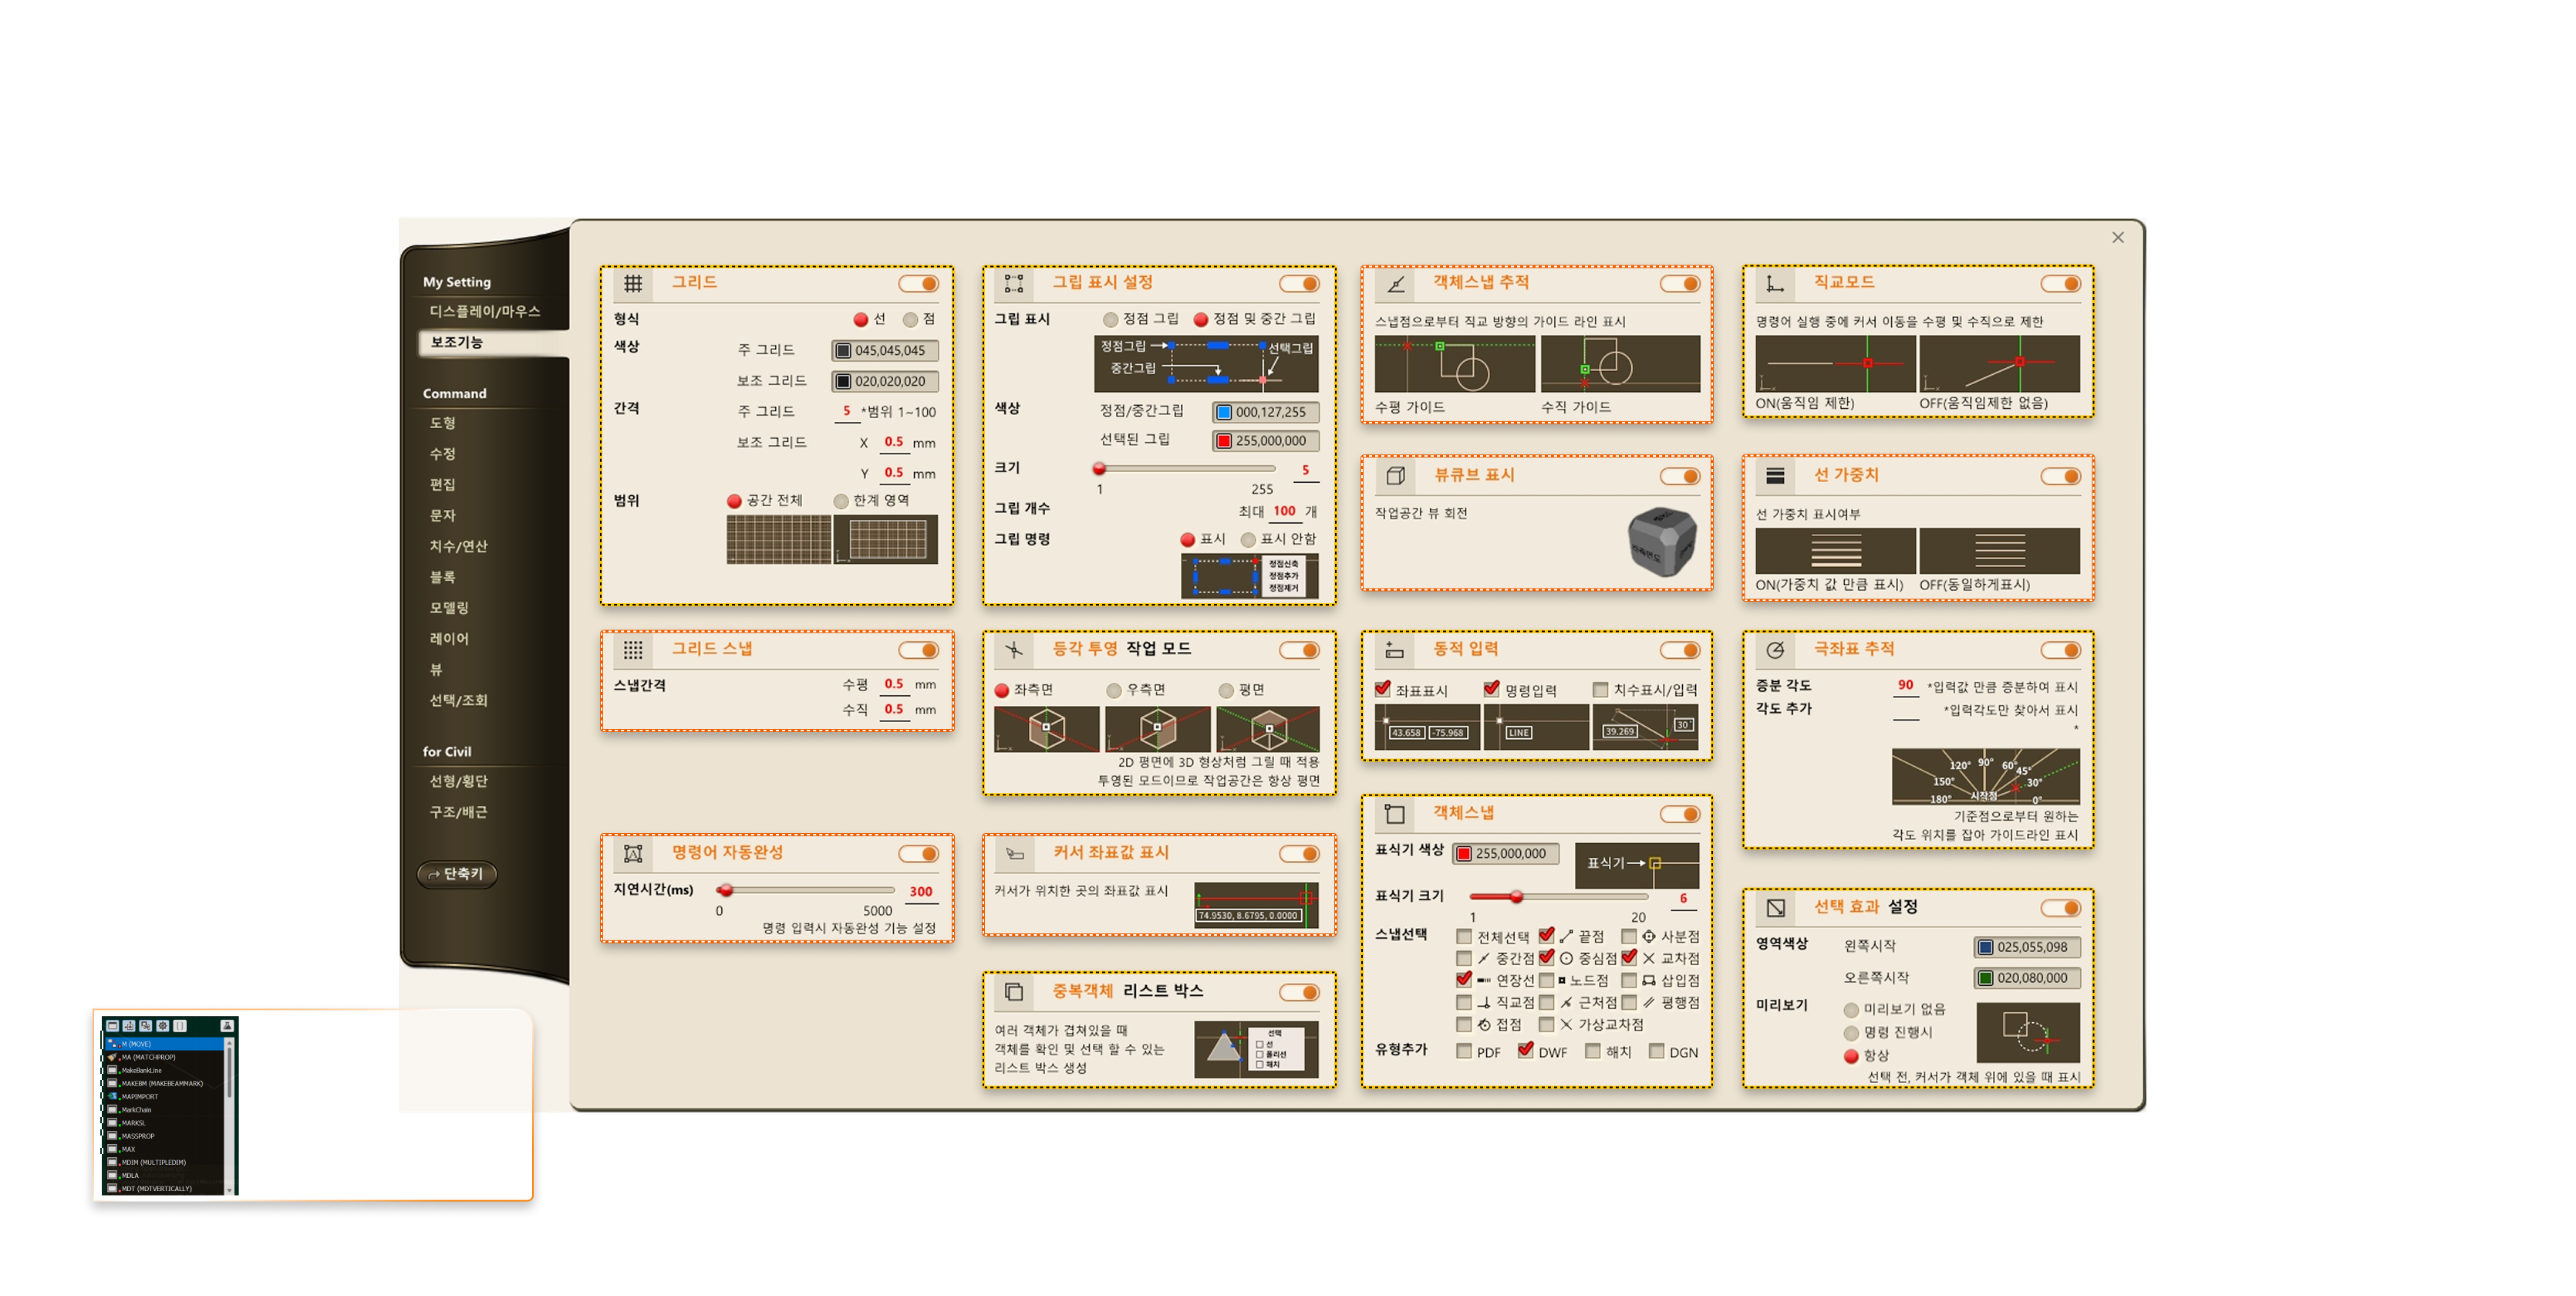 My Setting
디스플레이/마우스
보조기능
Command
도형
수정
편집
문자
치수/연산
블록
모델링
레이어
뷰
선택/조회
for Civil
선형/횡단
구조/배근
단축키
그리드
형식 선 점
색상 주 그리드 045,045,045
보조 그리드 020,020,020
간격 주 그리드 5 *범위 1~100
보조 그리드 X 0.5 mm
Y 0.5 mm
범위 공간 전체 한계 영역
그리드 스냅
스냅간격 수평 0.5 mm
수직 0.5 mm
명령어 자동완성
지연시간(ms) 300
0 5000
명령 입력시 자동완성 기능 설정
그립 표시 설정
그립 표시 정점 그립 정점 및 중간 그립
정점그립 선택그립
중간그립
색상 정점/중간그립 000,127,255
선택된 그립 255,000,000
크기 5
1 255
그립 개수 최대 100 개
그립 명령 표시 표시 안함
정점신축
정점추가
정점제거
등각 투영 작업 모드
좌측면 우측면 평면
2D 평면에 3D 형상처럼 그릴 때 적용
투영된 모드이므로 작업공간은 항상 평면
커서 좌표값 표시
커서가 위치한 곳의 좌표값 표시
74.9530, 8.6795, 0.0000
중복객체 리스트 박스
여러 객체가 겹쳐있을 때
객체를 확인 및 선택 할 수 있는
리스트 박스 생성
선택
선
폴리선
해치
객체스냅 추적
스냅점으로부터 직교 방향의 가이드 라인 표시
수평 가이드 수직 가이드
뷰큐브 표시
작업공간 뷰 회전
동적 입력
좌표표시 명령입력 치수표시/입력
43.658 -75.968 LINE 39.269 30°
객체스냅
표식기 색상 255,000,000 표식기
표식기 크기 6
1 20
스냅선택 전체선택 끝점 사분점
중간점 중심점 교차점
연장선 노드점 삽입점
직교점 근처점 평행점
접점 가상교차점
유형추가 PDF DWF 해치 DGN
직교모드
명령어 실행 중에 커서 이동을 수평 및 수직으로 제한
ON(움직임 제한) OFF(움직임제한 없음)
선 가중치
선 가중치 표시여부
ON(가중치 값 만큼 표시) OFF(동일하게표시)
극좌표 추적
증분 각도 90 *입력값 만큼 증분하여 표시
각도 추가 *입력각도만 찾아서 표시
*
120° 90° 60° 45°
150° 30°
180° 시작점 0°
기준점으로부터 원하는
각도 위치를 잡아 가이드라인 표시
선택 효과 설정
영역색상 왼쪽시작 025,055,098
오른쪽시작 020,080,000
미리보기 미리보기 없음
명령 진행시
항상
선택 전, 커서가 객체 위에 있을 때 표시
M (MOVE)
MA (MATCHPROP)
MakeBankLine
MAKEBM (MAKEBEAMMARK)
MAPIMPORT
MarkChain
MARKSL
MASSPROP
MAX
MDIM (MULTIPLEDIM)
MDLA
MDT (MDTVERTICALLY)